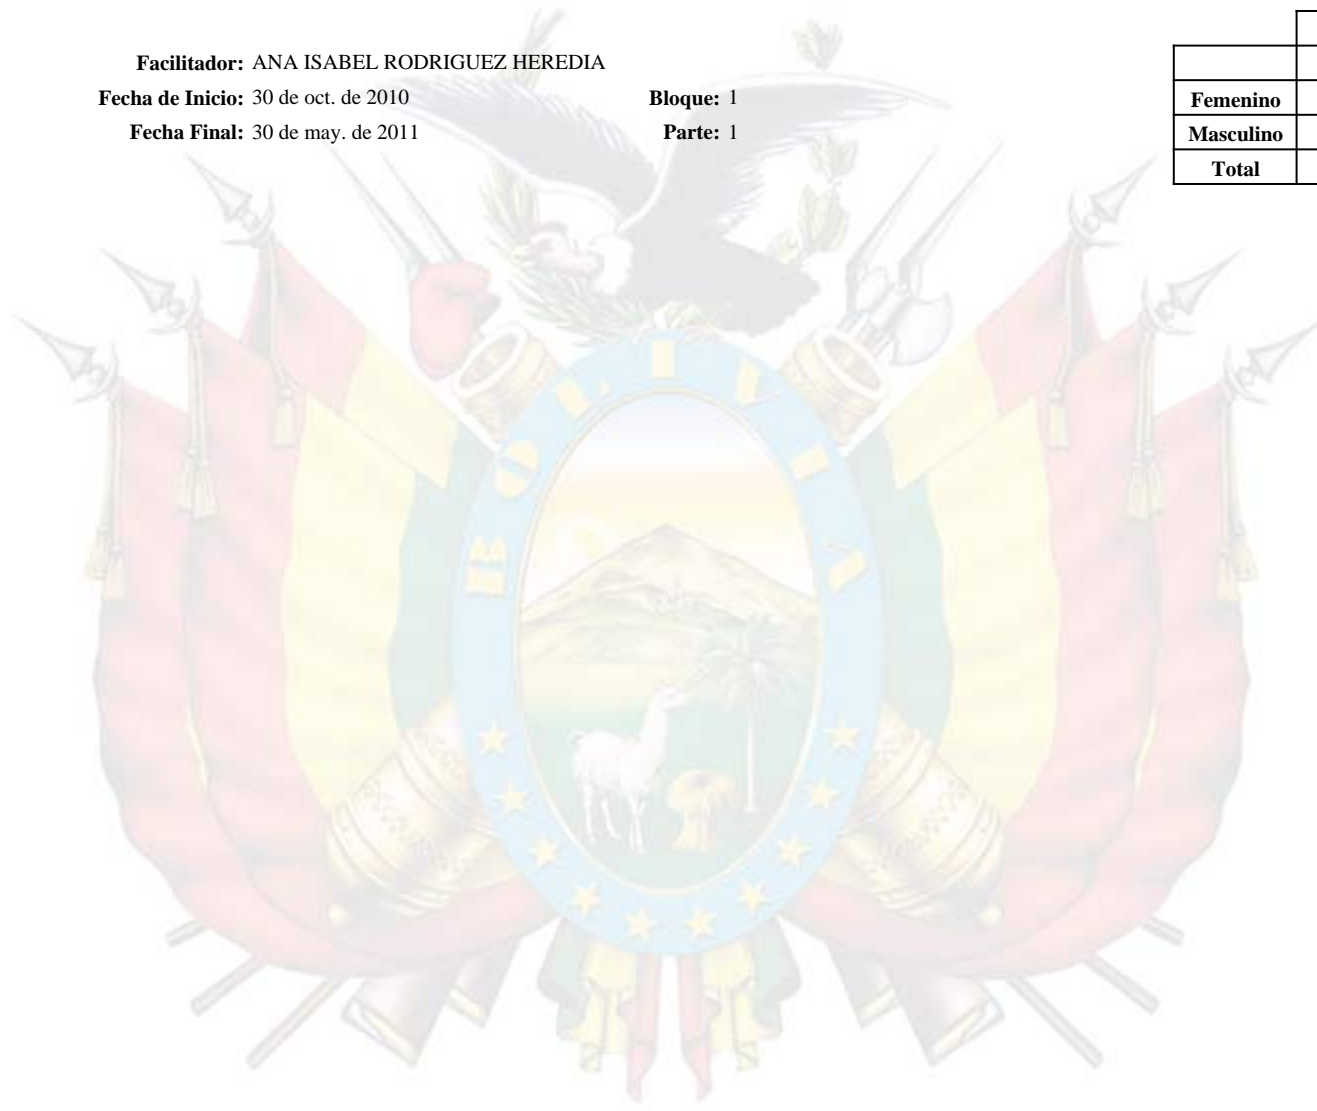 Facilitador: ANA ISABEL RODRIGUEZ HEREDIA
Fecha de Inicio: 30 de oct. de 2010 Bloque: 1
Fecha Final: 30 de may. de 2011 Parte: 1
Femenino
Masculino
Total
BOLIVIA